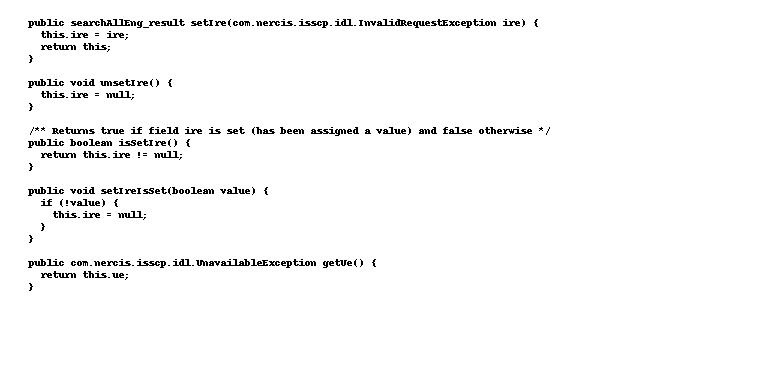 public searchAllEng_result setIre(com.nercis.isscp.idl.InvalidRequestException ire) {
  this.ire = ire;
  return this;
}

public void unsetIre() {
  this.ire = null;
}

/** Returns true if field ire is set (has been assigned a value) and false otherwise */
public boolean isSetIre() {
  return this.ire != null;
}

public void setIreIsSet(boolean value) {
  if (!value) {
    this.ire = null;
  }
}

public com.nercis.isscp.idl.UnavailableException getUe() {
  return this.ue;
}